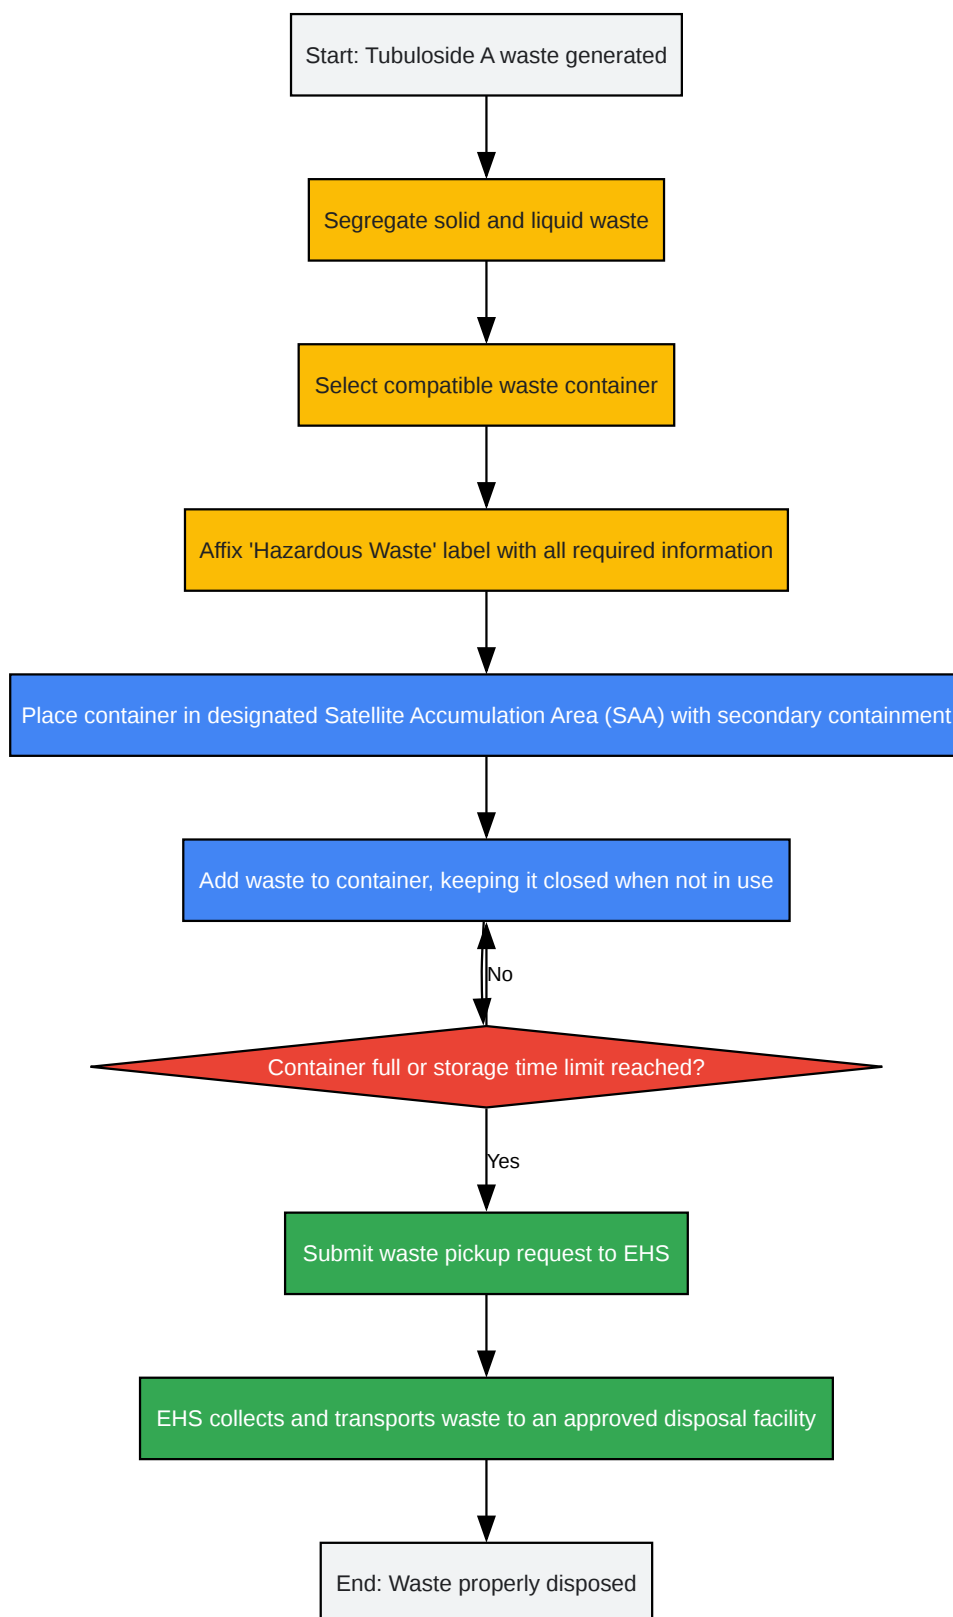 Start: Tubuloside A waste generated
Segregate solid and liquid waste
Select compatible waste container
Affix 'Hazardous Waste' label with all required information
Place container in designated Satellite Accumulation Area (SAA) with secondary containment
Add waste to container, keeping it closed when not in use
No
Container full or storage time limit reached?
Yes
Submit waste pickup request to EHS
EHS collects and transports waste to an approved disposal facility
End: Waste properly disposed